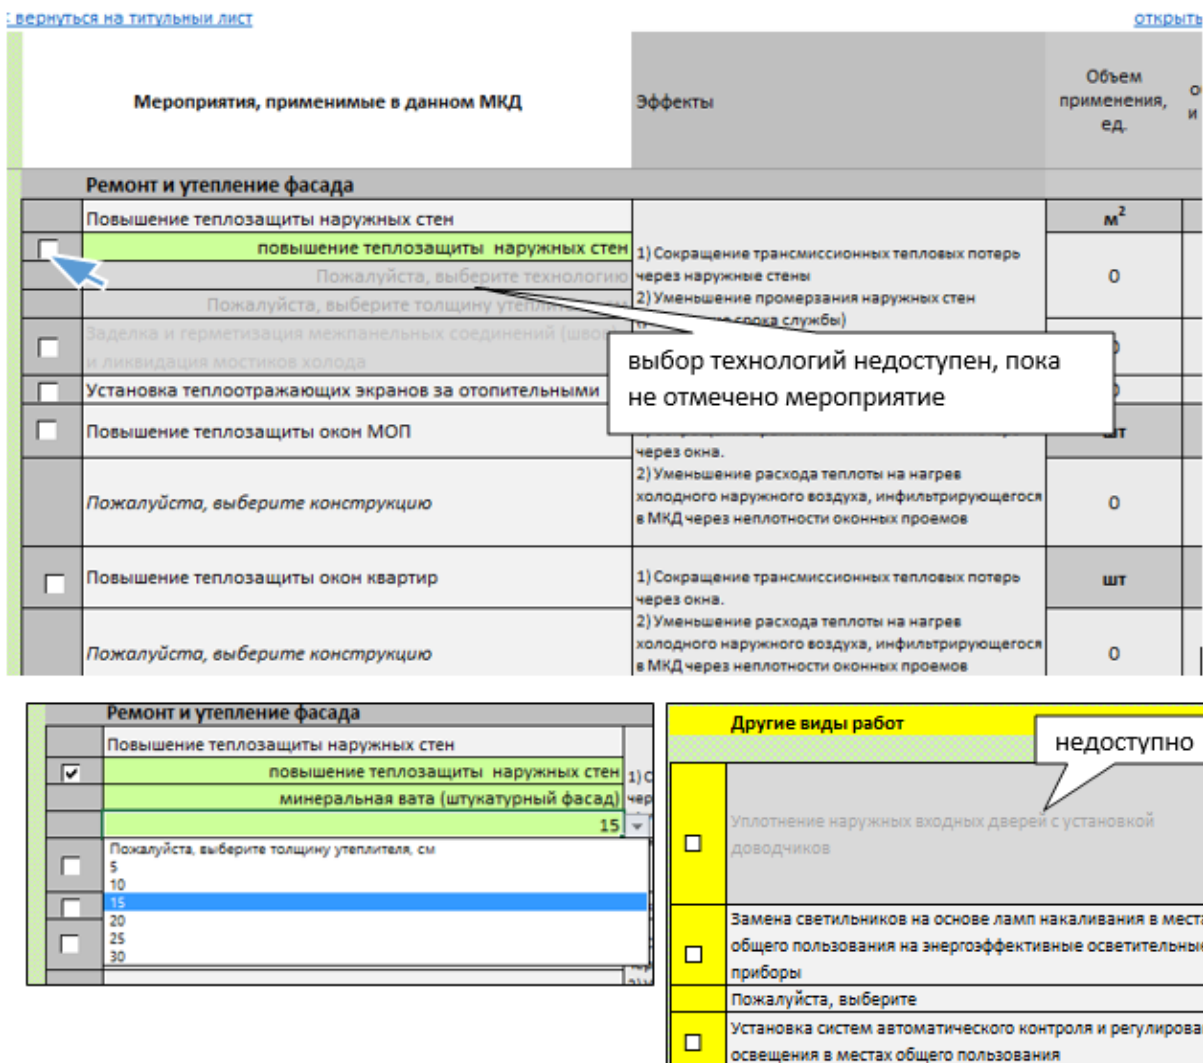 вернуться на титульный лист
открыть
Мероприятия, применимые в данном МКД
Эффекты
Объем
применения,
ед.
о
и
Ремонт и утепление фасада
Повышение теплозащиты наружных стен
м²
повышение теплозащиты наружных стен
1) Сокращение трансмиссионных тепловых потерь
Пожалуйста, выберите технологию
через наружные стены
0
2) Уменьшение промерзания наружных стен
Пожалуйста, выберите толщину
срока службы)
Заделка и герметизация межпанельных соединений (швов)
и ликвидация мостиков холода
выбор технологий недоступен, пока
не отмечено мероприятие
Установка теплоотражающих экранов за отопительными
Повышение теплозащиты окон МОП
шт
через окна.
2) Уменьшение расхода теплоты на нагрев
Пожалуйста, выберите конструкцию
холодного наружного воздуха, инфильтрирующегося
в МКД через неплотности оконных проемов
0
Повышение теплозащиты окон квартир
1) Сокращение трансмиссионных тепловых потерь
через окна.
шт
2) Уменьшение расхода теплоты на нагрев
холодного наружного воздуха, инфильтрирующегося
в МКД через неплотности оконных проемов
Пожалуйста, выберите конструкцию
0
Ремонт и утепление фасада
Повышение теплозащиты наружных стен
повышение теплозащиты наружных стен
1) С
минеральная вата (штукатурный фасад)
чер
15
Пожалуйста, выберите толщину утеплителя, см
5
10
15
20
25
30
Другие виды работ
недоступно
Уплотнение наружных входных дверей с установкой
доводчиков
Замена светильников на основе ламп накаливания в места
общего пользования на энергоэффективные осветительные
приборы
Пожалуйста, выберите
Установка систем автоматического контроля и регулирова
освещения в местах общего пользования